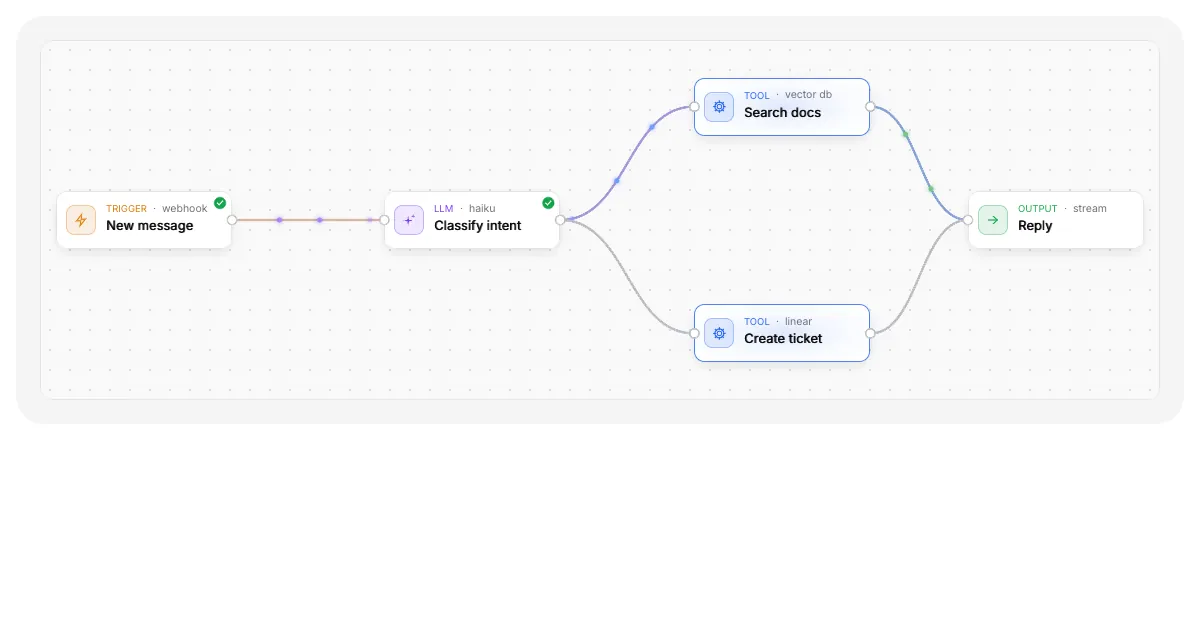 TRIGGER · webhook
New message
LLM · haiku
Classify intent
TOOL · vector db
Search docs
TOOL · linear
Create ticket
OUTPUT · stream
Reply